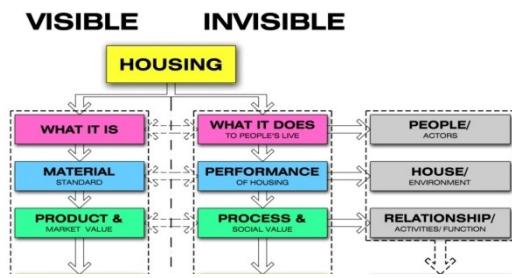 VISIBLE
INVISIBLE
HOUSING
WHAT IT IS
WHAT IT DOES
TO PEOPLE'S LIVE
PEOPLE/
ACTORS
MATERIAL
STANDARD
PERFORMANCE
OF HOUSING
HOUSE/
ENVIRONMENT
PRODUCT &
MARKET VALUE
PROCESS &
SOCIAL VALUE
RELATIONSHIP/
ACTIVITIES/ FUNCTION